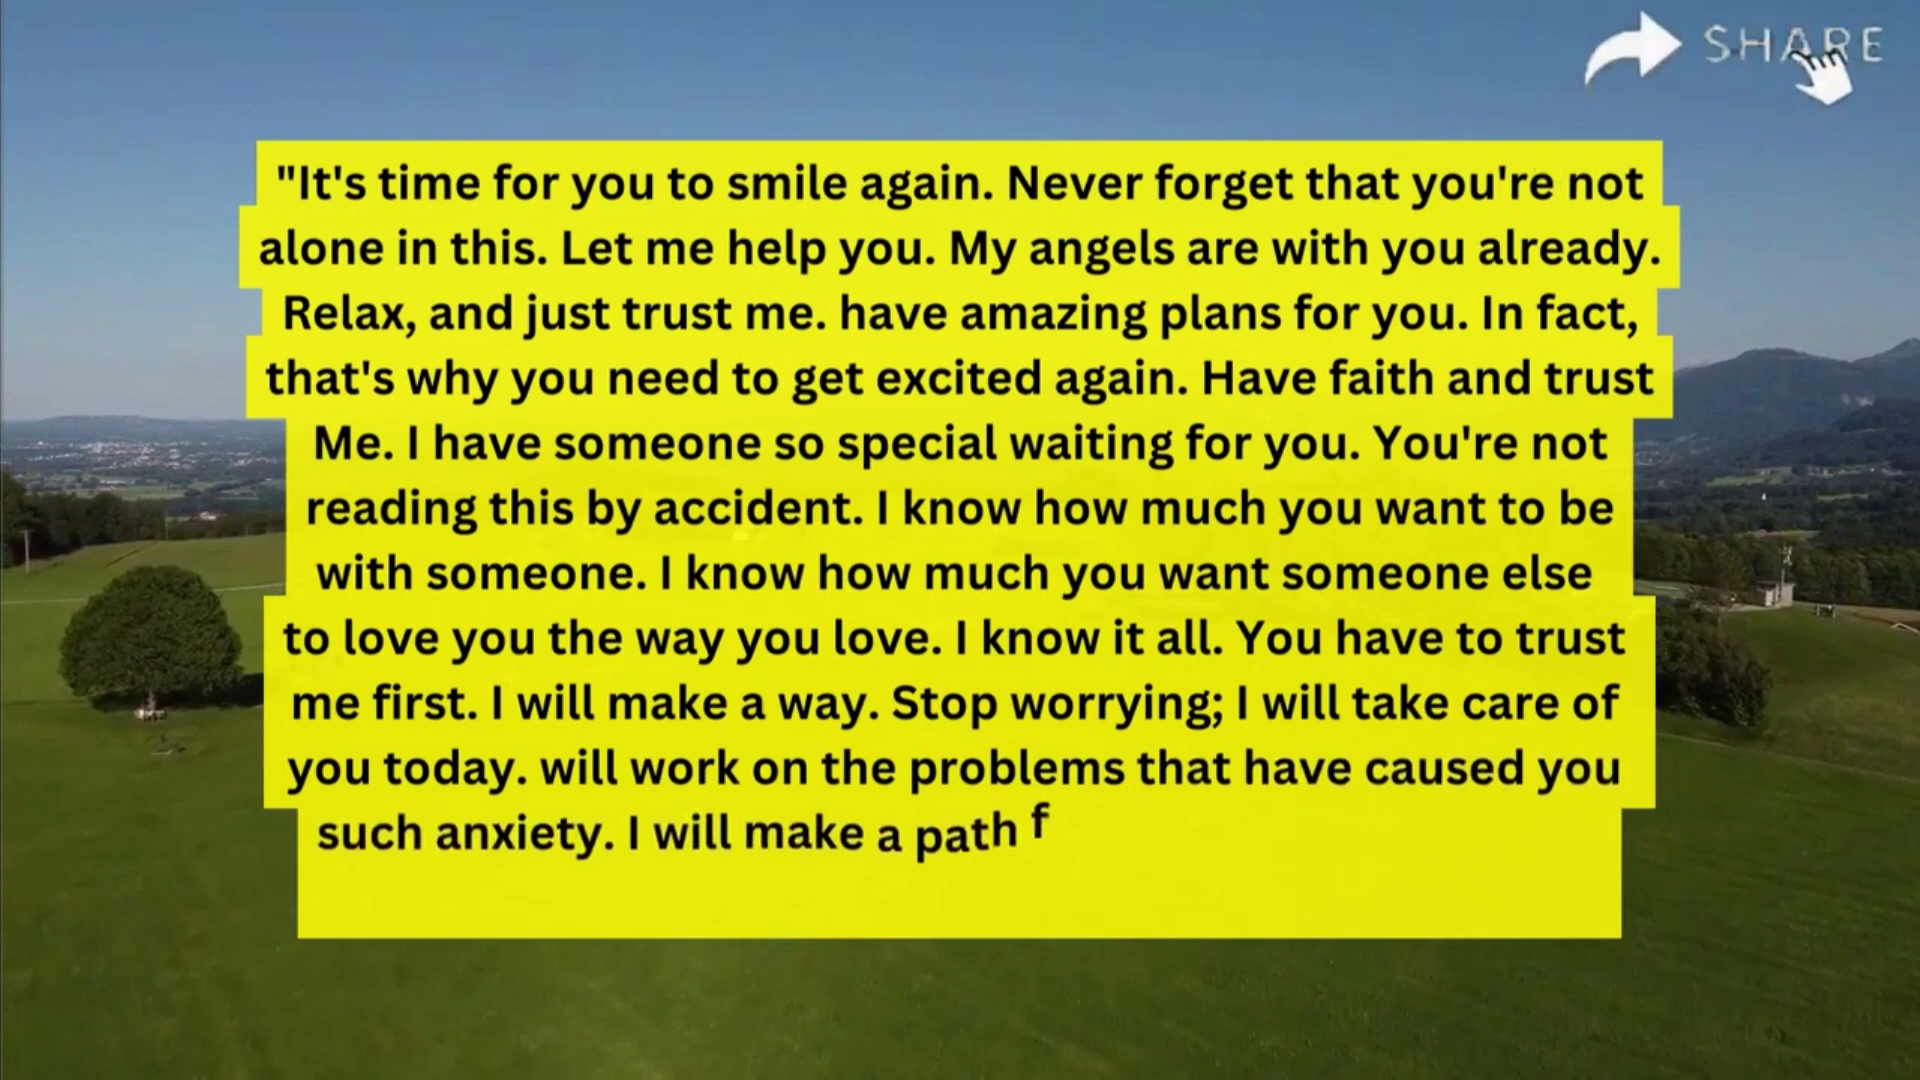 SHARE
"It's time for you to smile again. Never forget that you're not
alone in this. Let me help you. My angels are with you already.
Relax, and just trust me. have amazing plans for you. In fact,
that's why you need to get excited again. Have faith and trust
Me. I have someone so special waiting for you. You're not
reading this by accident. I know how much you want to be
with someone. I know how much you want someone else
to love you the way you love. I know it all. You have to trust
me first. I will make a way. Stop worrying; I will take care of
you today. will work on the problems that have caused you
such anxiety. I will make a path f